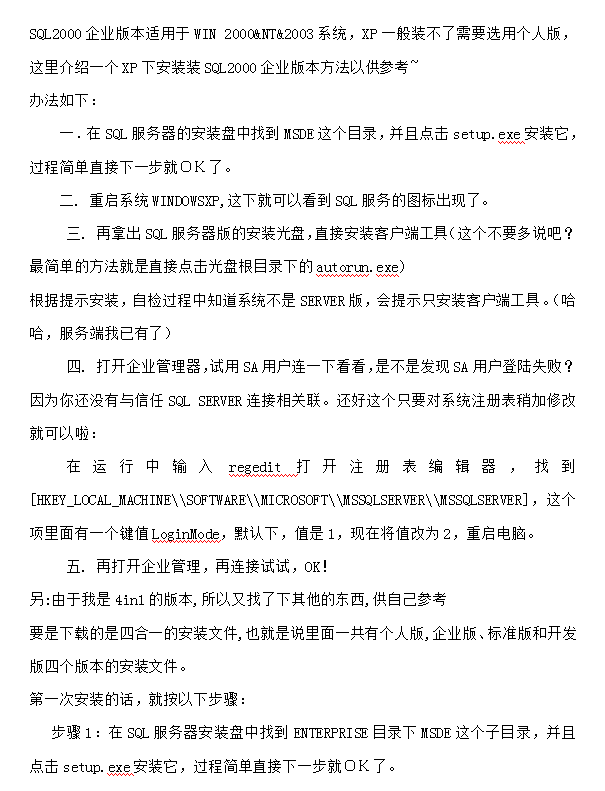 SQL2000 企业版本适用于 WIN 2000&NT&2003 系统，XP 一般装不了需要选用个人版，
这里介绍一个 XP 下安装装 SQL2000 企业版本方法以供参考~
办法如下：
一．在 SQL 服务器的安装盘中找到 MSDE 这个目录，并且点击 setup.exe 安装它，
过程简单直接下一步就ＯＫ了。
二. 重启系统 WINDOWSXP,这下就可以看到 SQL 服务的图标出现了。
三. 再拿出 SQL 服务器版的安装光盘，直接安装客户端工具（这个不要多说吧？
最简单的方法就是直接点击光盘根目录下的 autorun.exe)
根据提示安装，自检过程中知道系统不是 SERVER 版，会提示只安装客户端工具。（哈
哈，服务端我已有了）
四. 打开企业管理器，试用 SA 用户连一下看看，是不是发现 SA 用户登陆失败？
因为你还没有与信任 SQL SERVER 连接相关联。还好这个只要对系统注册表稍加修改
就可以啦：
在运行中输入 regedit 打开注册表编辑器，找到
[HKEY_LOCAL_MACHINE\\SOFTWARE\\MICROSOFT\\MSSQLSERVER\\MSSQLSERVER]，这个
项里面有一个键值 LoginMode，默认下，值是 1，现在将值改为 2，重启电脑。
五. 再打开企业管理，再连接试试，OK!
另:由于我是 4in1 的版本,所以又找了下其他的东西,供自己参考
要是下载的是四合一的安装文件,也就是说里面一共有个人版,企业版、标准版和开发
版四个版本的安装文件。
第一次安装的话，就按以下步骤：
步骤 1：在 SQL 服务器安装盘中找到 ENTERPRISE 目录下 MSDE 这个子目录，并且
点击 setup.exe 安装它，过程简单直接下一步就ＯＫ了。